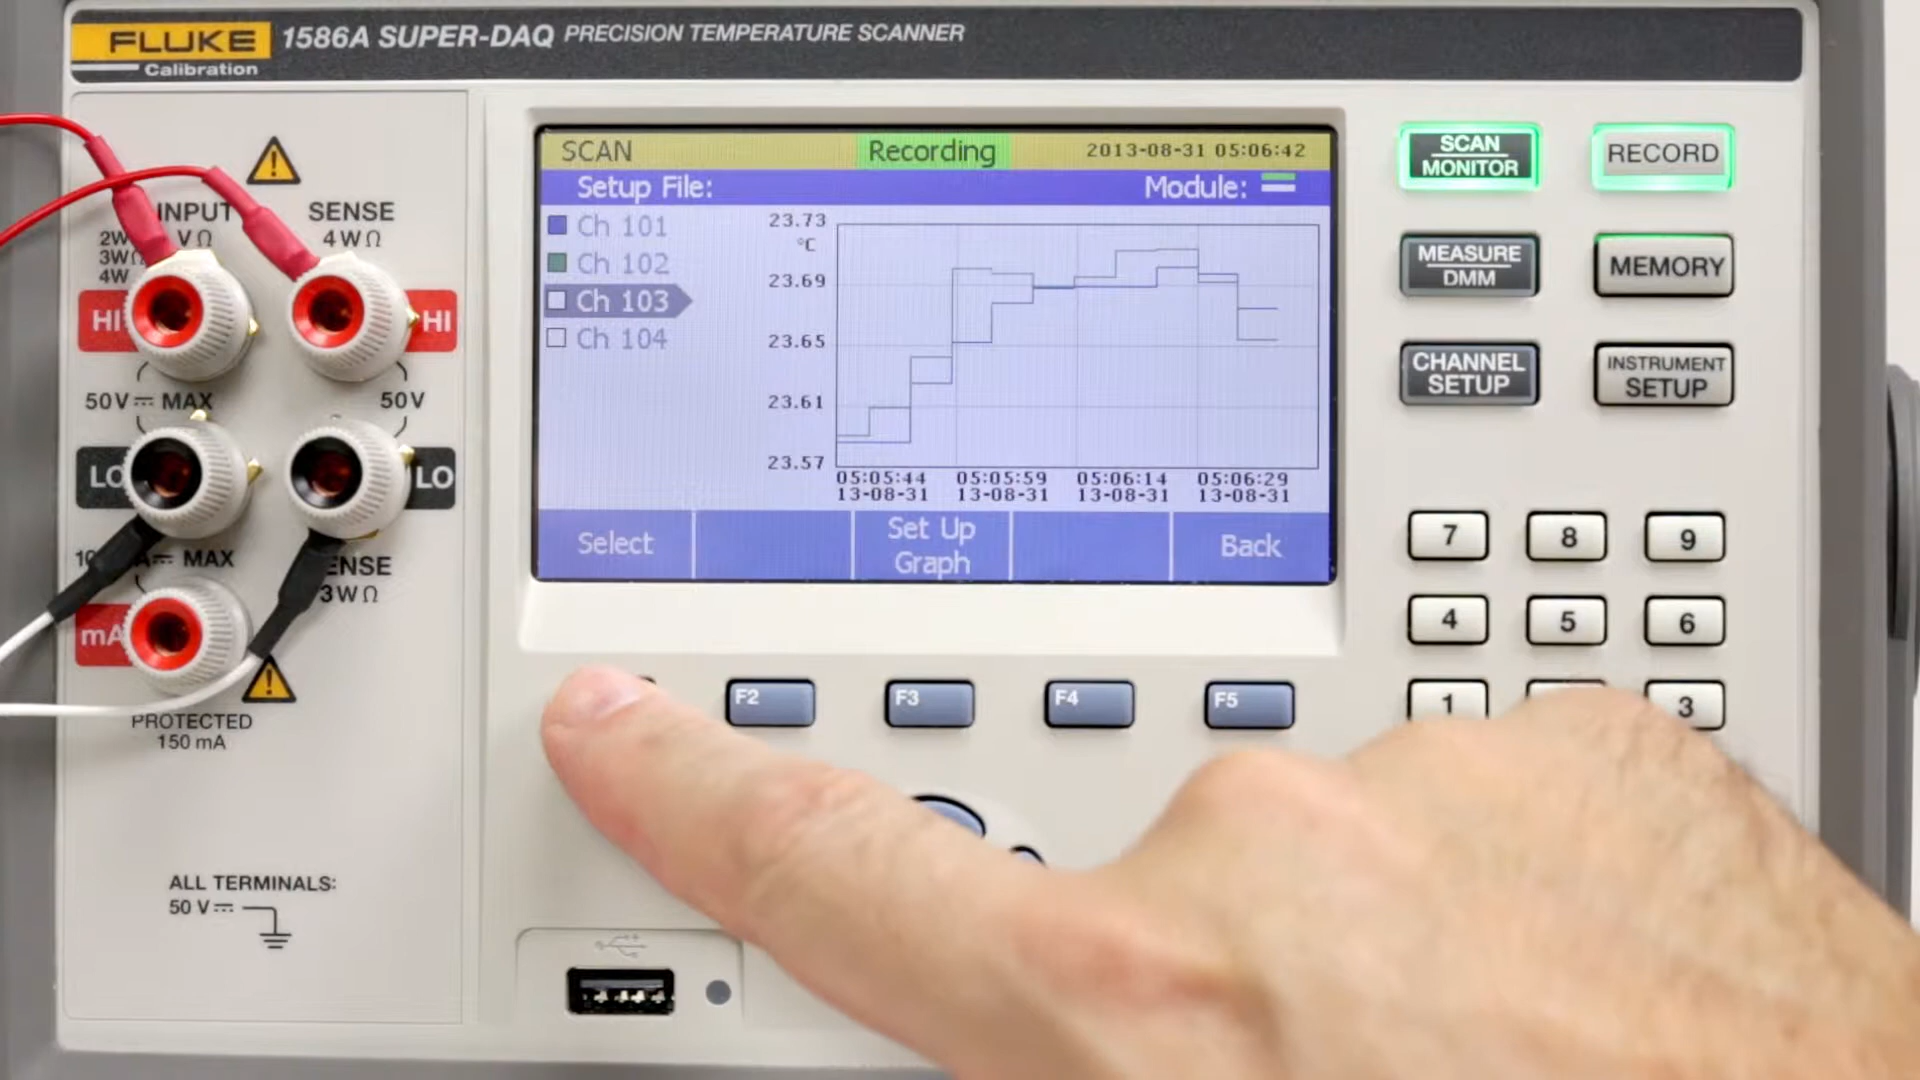 FLUKE
Calibration
1586A SUPER-DAQ PRECISION TEMPERATURE SCANNER
INPUT
2W V Ω
3W
4W
SENSE
4 W Ω
HI
HI
50V MAX
50V
LO
LO
MAX
SENSE
3 W Ω
mA
PROTECTED
150 mA
ALL TERMINALS:
50 V
SCAN
Recording
2013-08-31 05:06:42
Setup File:
Module:
Ch 101
Ch 102
Ch 103
Ch 104
23.73
°C
23.69
23.65
23.61
23.57
05:05:44 05:05:59 05:06:14 05:06:29
13-08-31 13-08-31 13-08-31 13-08-31
Select
Set Up
Graph
Back
F2
F3
F4
F5
SCAN
MONITOR
RECORD
MEASURE
DMM
MEMORY
CHANNEL
SETUP
INSTRUMENT
SETUP
7 8 9
4 5 6
1 3